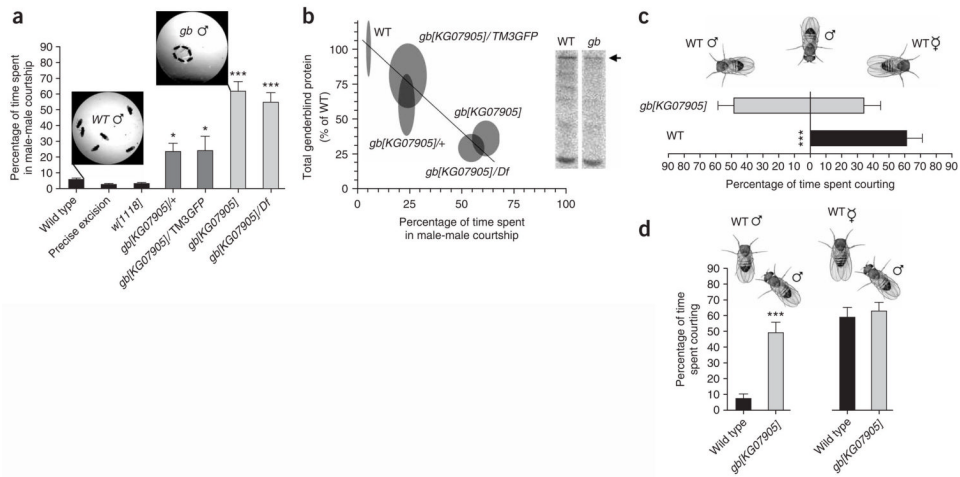 a
gb ♂
WT ♂
Percentage of time spent
in male-male courtship
90
80
70
60
50
40
30
20
10
0
*
*
***
***
Wild type
Precise excision
w[1118]
gb[KG07905]/+
gb[KG07905]/TM3GFP
gb[KG07905]
gb[KG07905]/Df
b
Total genderblind protein
(% of WT)
100
75
50
25
0
WT
gb[KG07905]/TM3GFP
gb[KG07905]
gb[KG07905]/+
gb[KG07905]/Df
25 50 75 100
Percentage of time spent
in male-male courtship
WT gb
c
WT ♂
♂
WT ☿
gb[KG07905]
WT
***
90 80 70 60 50 40 30 20 10 0 10 20 30 40 50 60 70 80 90
Percentage of time spent courting
d
WT ♂
♂
WT ☿
♂
Percentage of time
spent courting
90
80
70
60
50
40
30
20
10
0
***
Wild type
gb[KG07905]
Wild type
gb[KG07905]